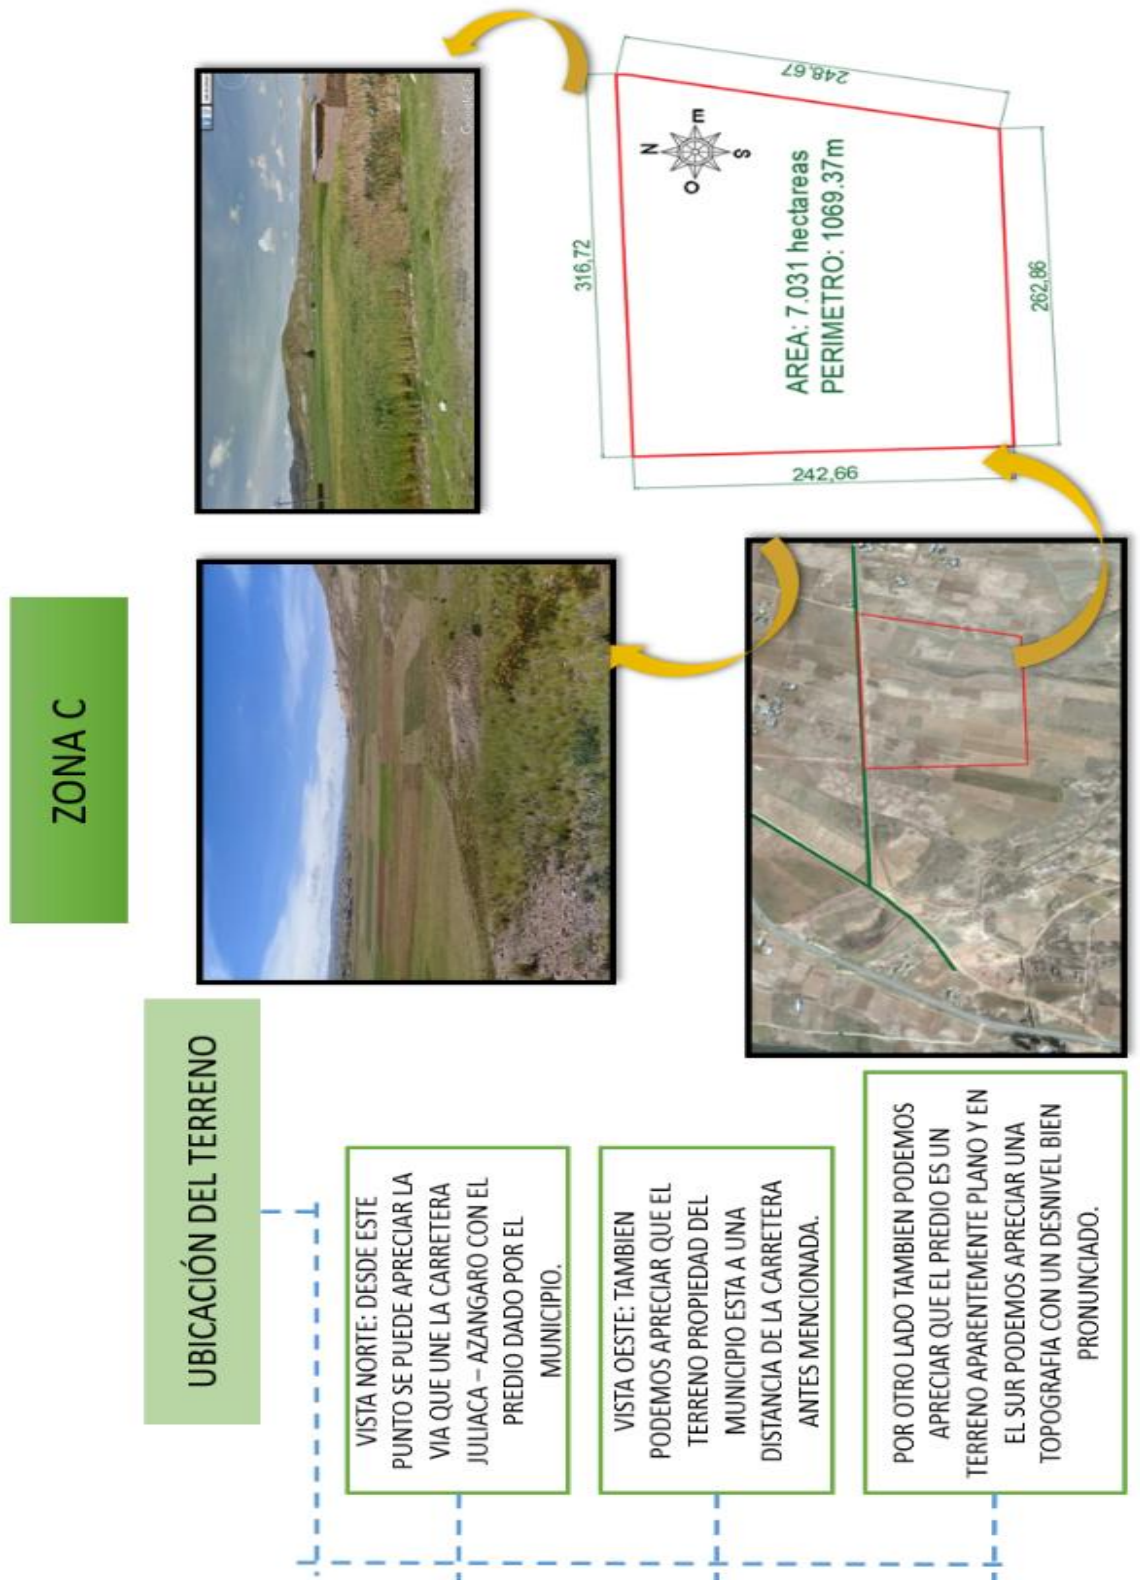 ZONA C
UBICACIÓN DEL TERRENO
VISTA NORTE: DESDE ESTE
PUNTO SE PUEDE APRECIAR LA
VIA QUE UNE LA CARRETERA
JULIACA – AZANGARO CON EL
PREDIO DADO POR EL
MUNICIPIO.
VISTA OESTE: TAMBIEN
PODEMOS APRECIAR QUE EL
TERRENO PROPIEDAD DEL
MUNICIPIO ESTA A UNA
DISTANCIA DE LA CARRETERA
ANTES MENCIONADA.
POR OTRO LADO TAMBIEN PODEMOS
APRECIAR QUE EL PREDIO ES UN
TERRENO APARENTEMENTE PLANO Y EN
EL SUR PODEMOS APRECIAR UNA
TOPOGRAFIA CON UN DESNIVEL BIEN
PRONUNCIADO.
316,72
248,67
N
E
S
O
AREA: 7.031 hectareas
PERIMETRO: 1069.37m
242,66
262,86